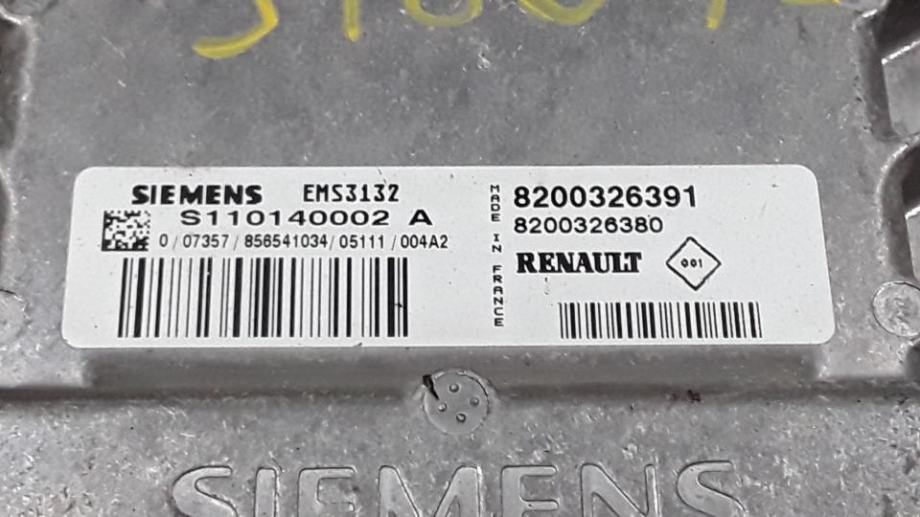 SIEMENS EMS3132
S110140002 A
0 / 07357 / 856541034 / 05111 / 004A2
MADE IN FRANCE
8200326391
8200326380
RENAULT 001
SIEMENS